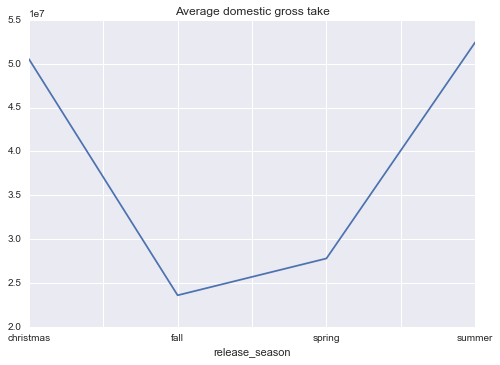 Average domestic gross take
1e7
5.5
5.0
4.5
4.0
3.5
3.0
2.5
2.0
christmas fall spring summer
release_season